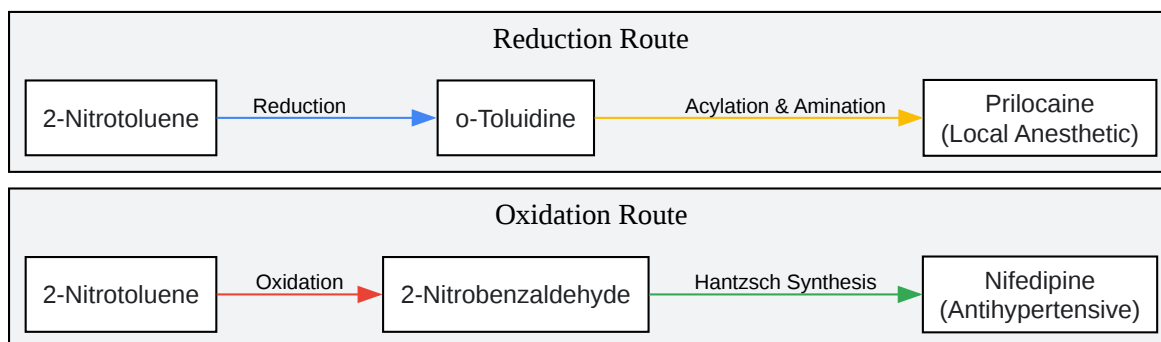 Reduction Route
2-Nitrotoluene
Reduction
o-Toluidine
Acylation & Amination
Prilocaine
(Local Anesthetic)
Oxidation Route
2-Nitrotoluene
Oxidation
2-Nitrobenzaldehyde
Hantzsch Synthesis
Nifedipine
(Antihypertensive)